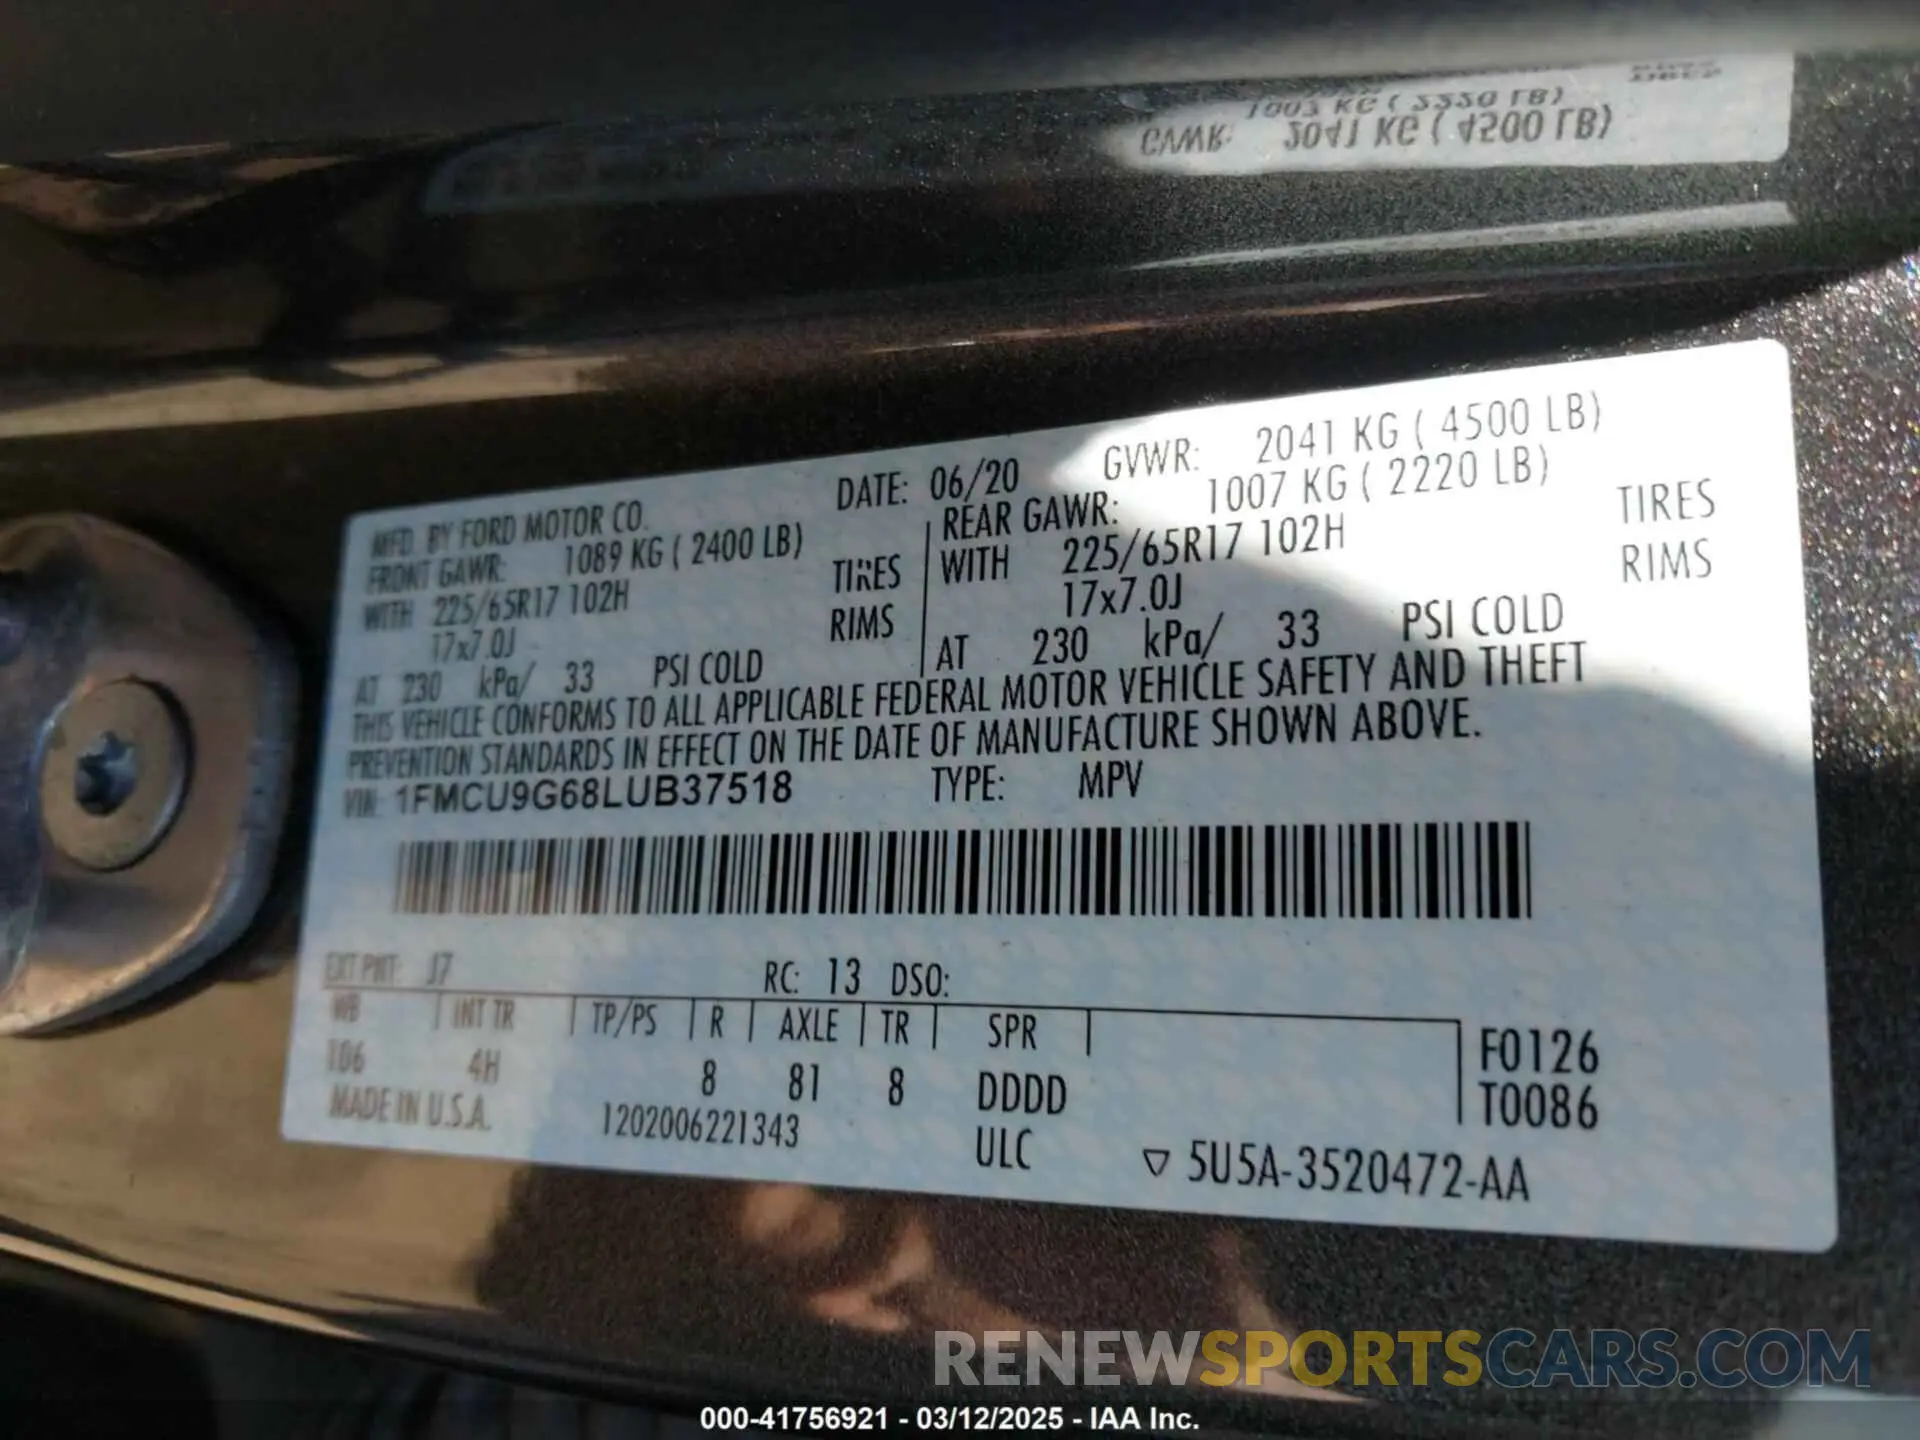 MFD. BY FORD MOTOR CO. DATE: 06/20 GVWR: 2041 KG ( 4500 LB)
FRONT GAWR: 1089 KG ( 2400 LB) REAR GAWR: 1007 KG ( 2220 LB)
WITH 225/65R17 102H TIRES WITH 225/65R17 102H TIRES
17x7.0J RIMS 17x7.0J RIMS
AT 230 kPa/ 33 PSI COLD AT 230 kPa/ 33 PSI COLD
THIS VEHICLE CONFORMS TO ALL APPLICABLE FEDERAL MOTOR VEHICLE SAFETY AND THEFT
PREVENTION STANDARDS IN EFFECT ON THE DATE OF MANUFACTURE SHOWN ABOVE.
VIN: 1FMCU9G68LUB37518 TYPE: MPV
EXT PNT: J7 RC: 13 DSO:
WB INT TR TP/PS R AXLE TR SPR
106 4H 8 81 8 DDDD
F0126
T0086
MADE IN U.S.A. 1202006221343 ULC
▽ 5U5A-3520472-AA
RENEWSPORTSCARS.COM
000-41756921 - 03/12/2025 - IAA Inc.